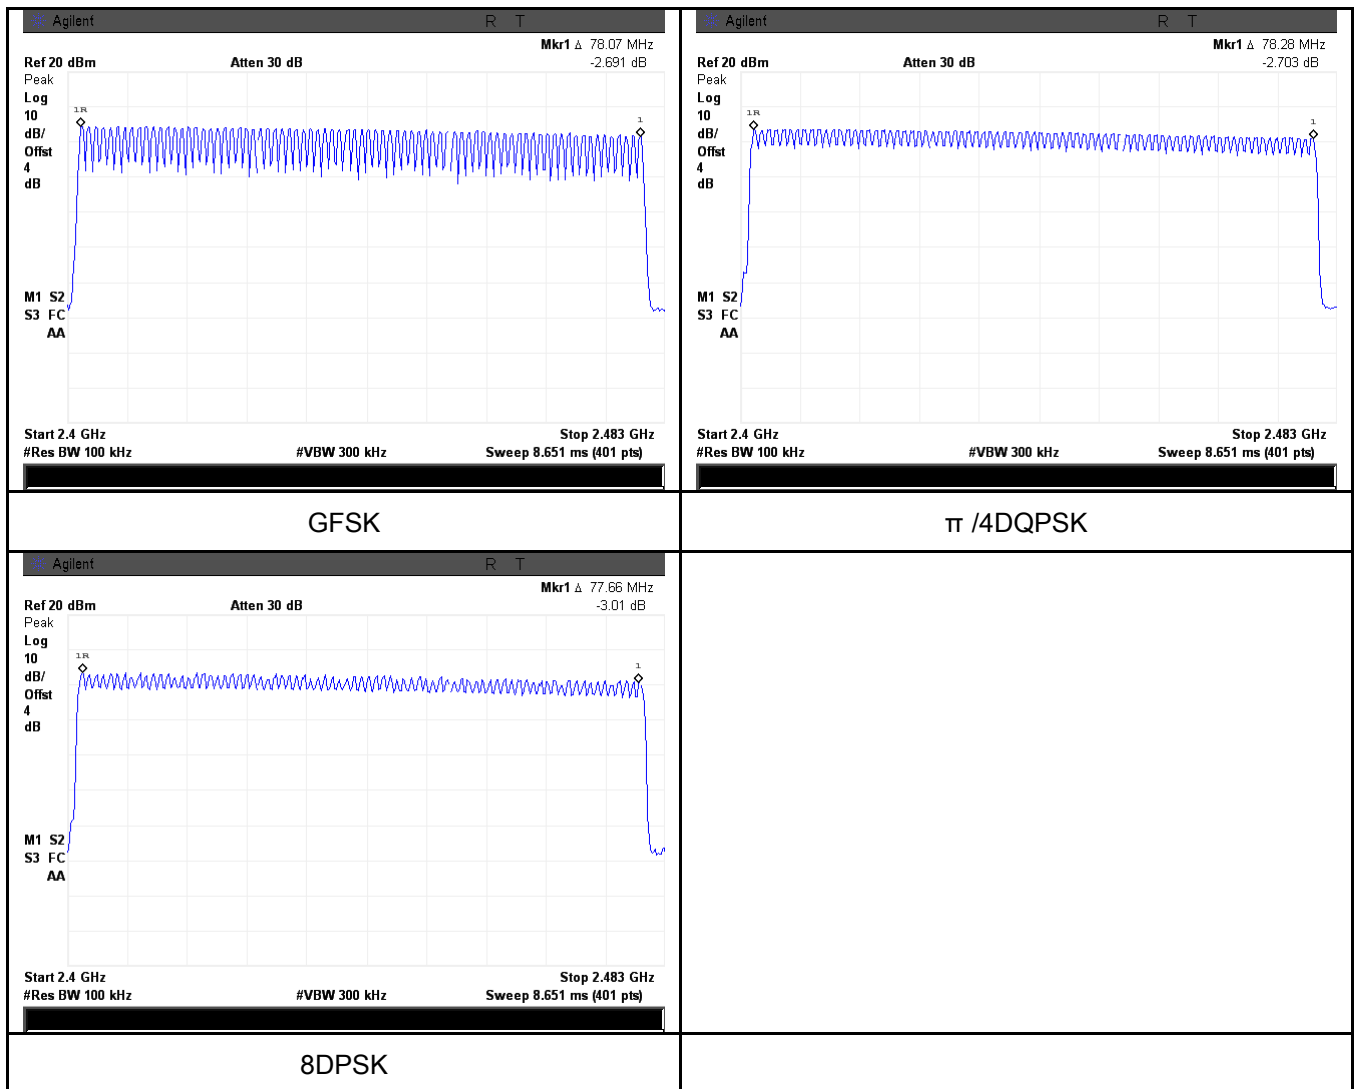 Agilent R T
Mkr1 Δ 78.07 MHz
Ref 20 dBm Atten 30 dB -2.691 dB
Peak
Log
10
dB/
Offst
4
dB
1R
1
M1 S2
S3 FC
AA
Start 2.4 GHz Stop 2.483 GHz
#Res BW 100 kHz #VBW 300 kHz Sweep 8.651 ms (401 pts)
GFSK
Agilent R T
Mkr1 Δ 78.28 MHz
Ref 20 dBm Atten 30 dB -2.703 dB
Peak
Log
10
dB/
Offst
4
dB
1R
1
M1 S2
S3 FC
AA
Start 2.4 GHz Stop 2.483 GHz
#Res BW 100 kHz #VBW 300 kHz Sweep 8.651 ms (401 pts)
π /4DQPSK
Agilent R T
Mkr1 Δ 77.66 MHz
Ref 20 dBm Atten 30 dB -3.01 dB
Peak
Log
10
dB/
Offst
4
dB
1R
1
M1 S2
S3 FC
AA
Start 2.4 GHz Stop 2.483 GHz
#Res BW 100 kHz #VBW 300 kHz Sweep 8.651 ms (401 pts)
8DPSK